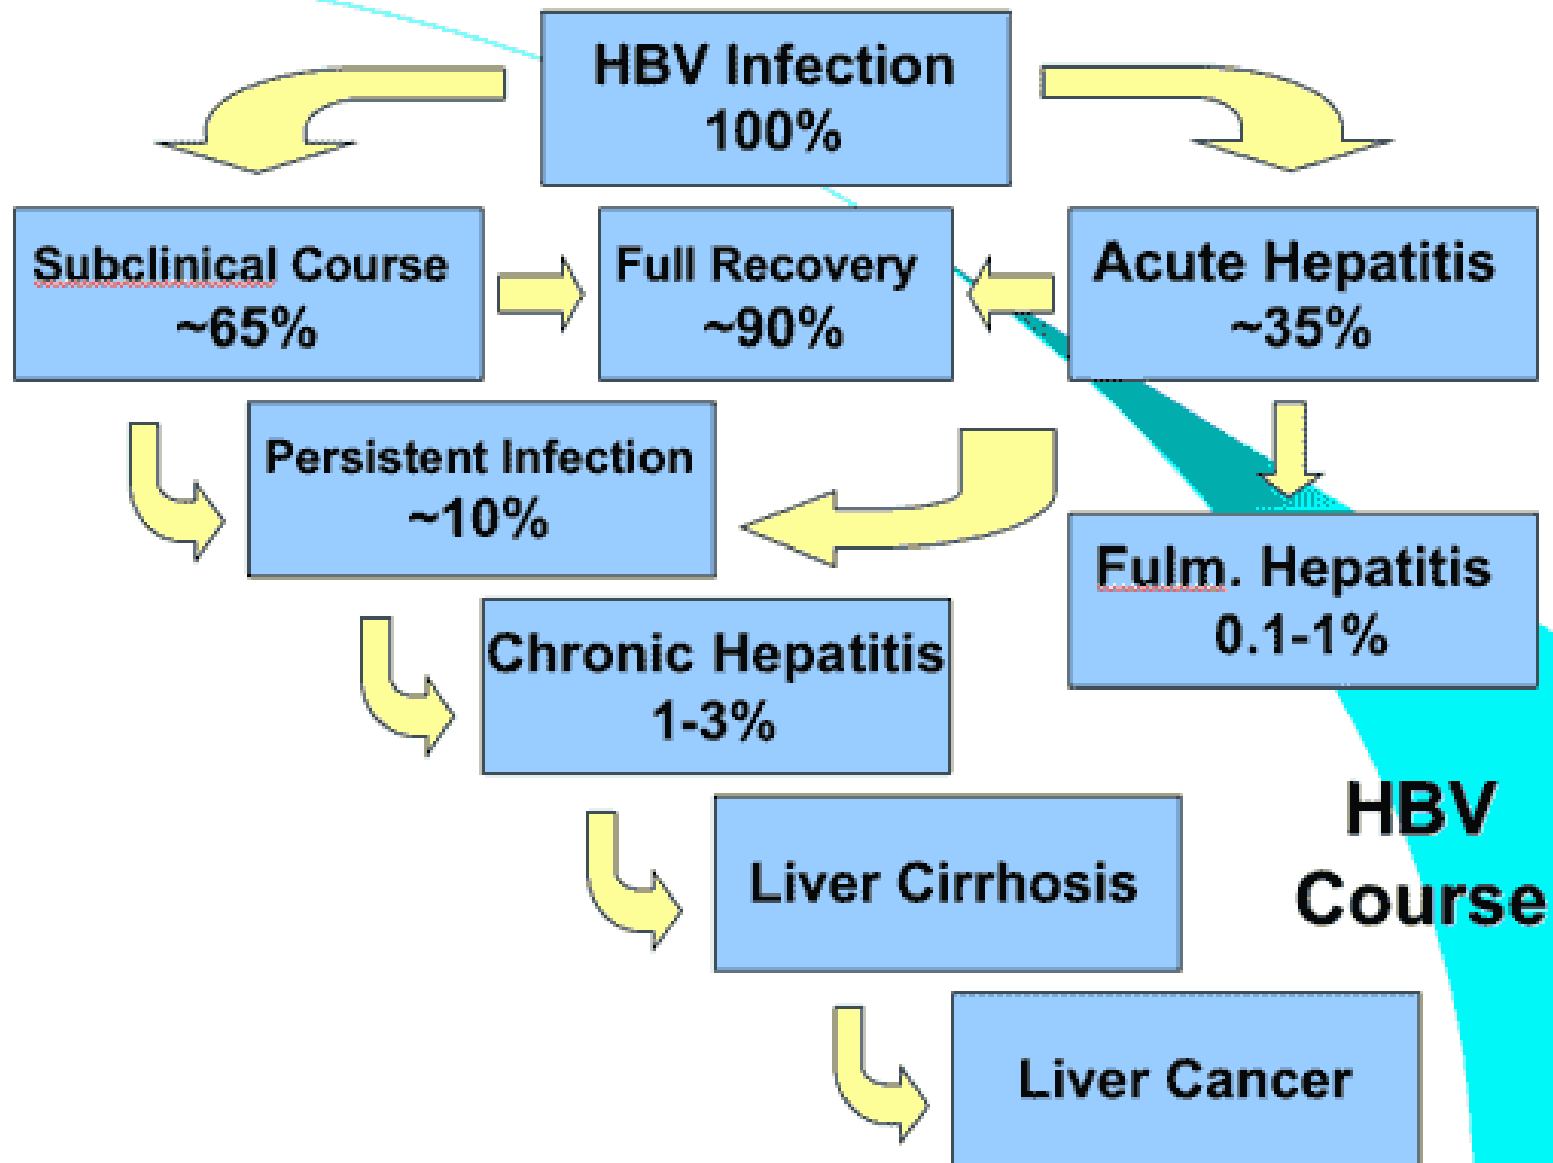 HBV Infection
100%
Subclinical Course
~65%
Full Recovery
~90%
Acute Hepatitis
~35%
Persistent Infection
~10%
Fulm. Hepatitis
0.1-1%
Chronic Hepatitis
1-3%
Liver Cirrhosis
Liver Cancer
HBV
Course